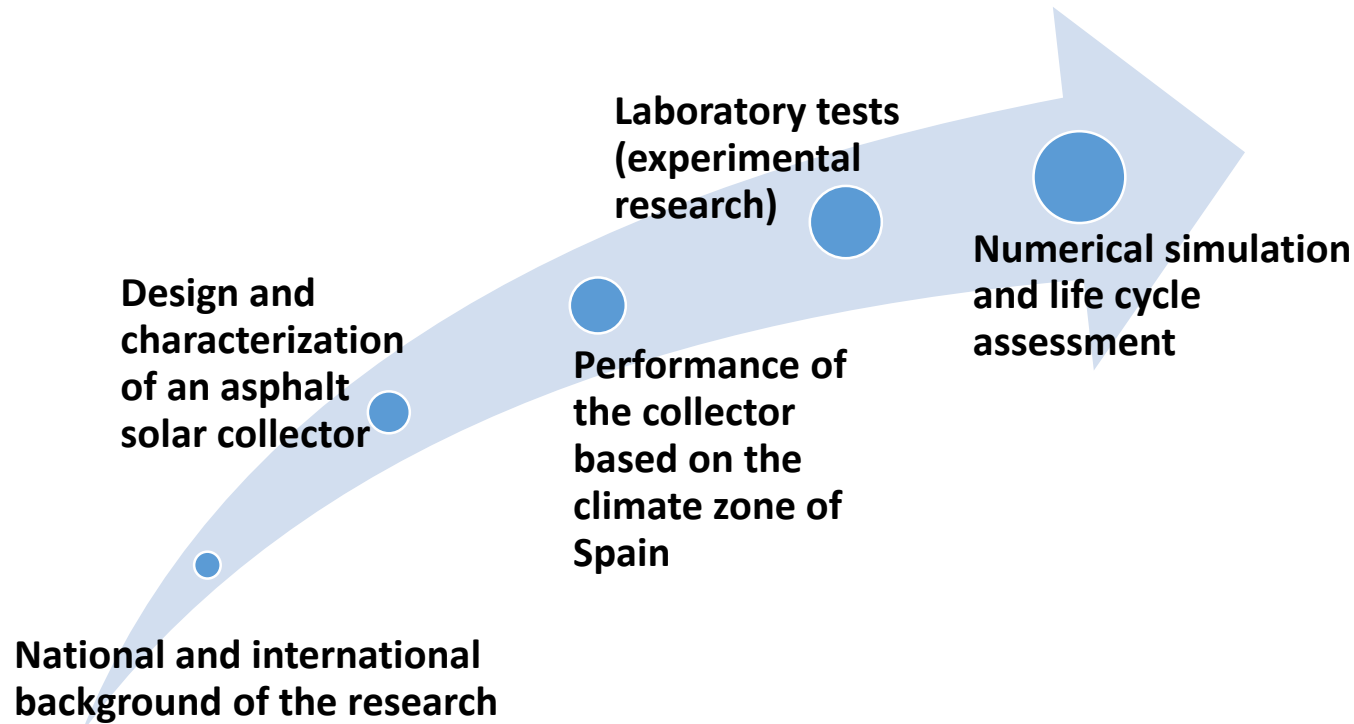 Laboratory tests
(experimental
research)
Numerical simulation
and life cycle
assessment
Design and
characterization
of an asphalt
solar collector
Performance of
the collector
based on the
climate zone of
Spain
National and international
background of the research